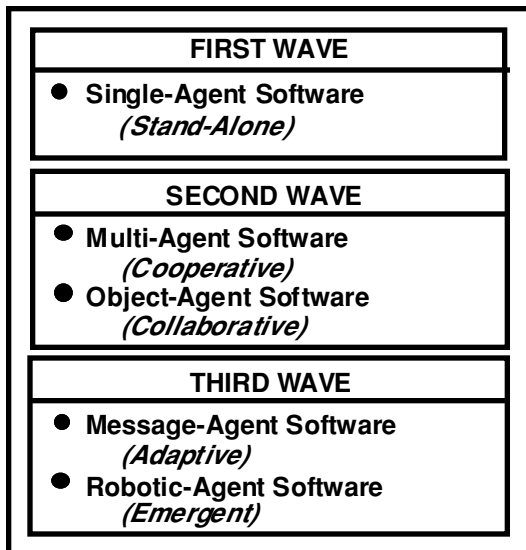 FIRST WAVE
● Single-Agent Software
(Stand-Alone)
SECOND WAVE
● Multi-Agent Software
(Cooperative)
● Object-Agent Software
(Collaborative)
THIRD WAVE
● Message-Agent Software
(Adaptive)
● Robotic-Agent Software
(Emergent)